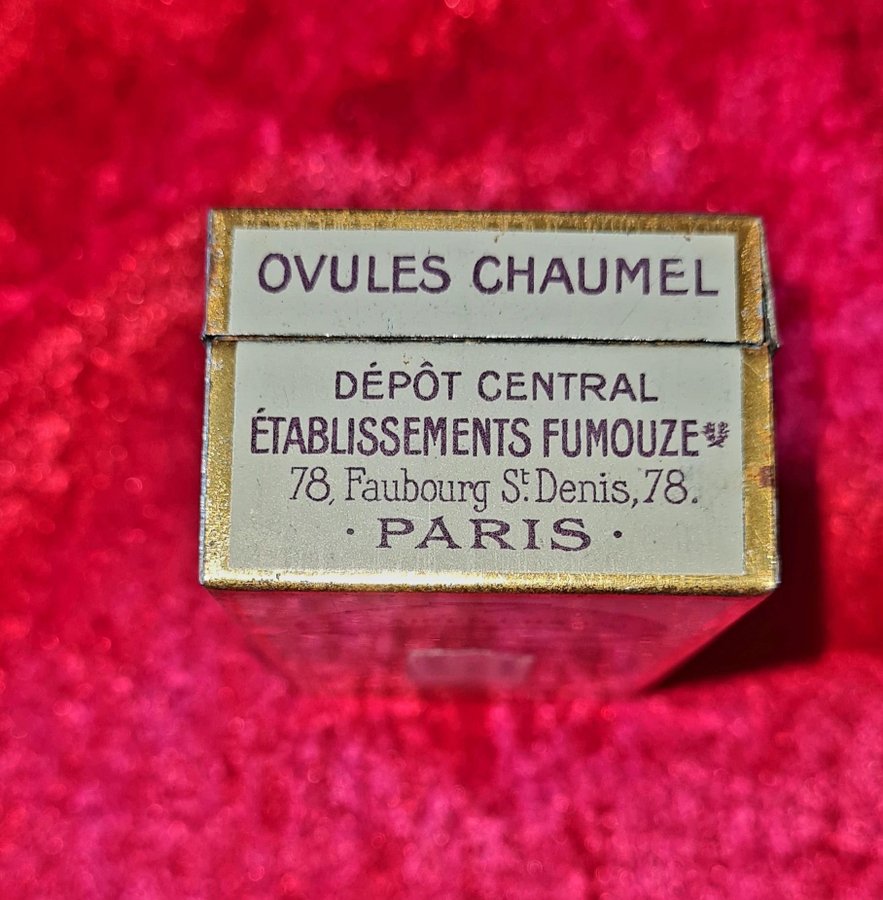 OVULES CHAUMEL
DÉPÔT CENTRAL
ÉTABLISSEMENTS FUMOUZE
78, Faubourg St. Denis, 78.
· PARIS ·